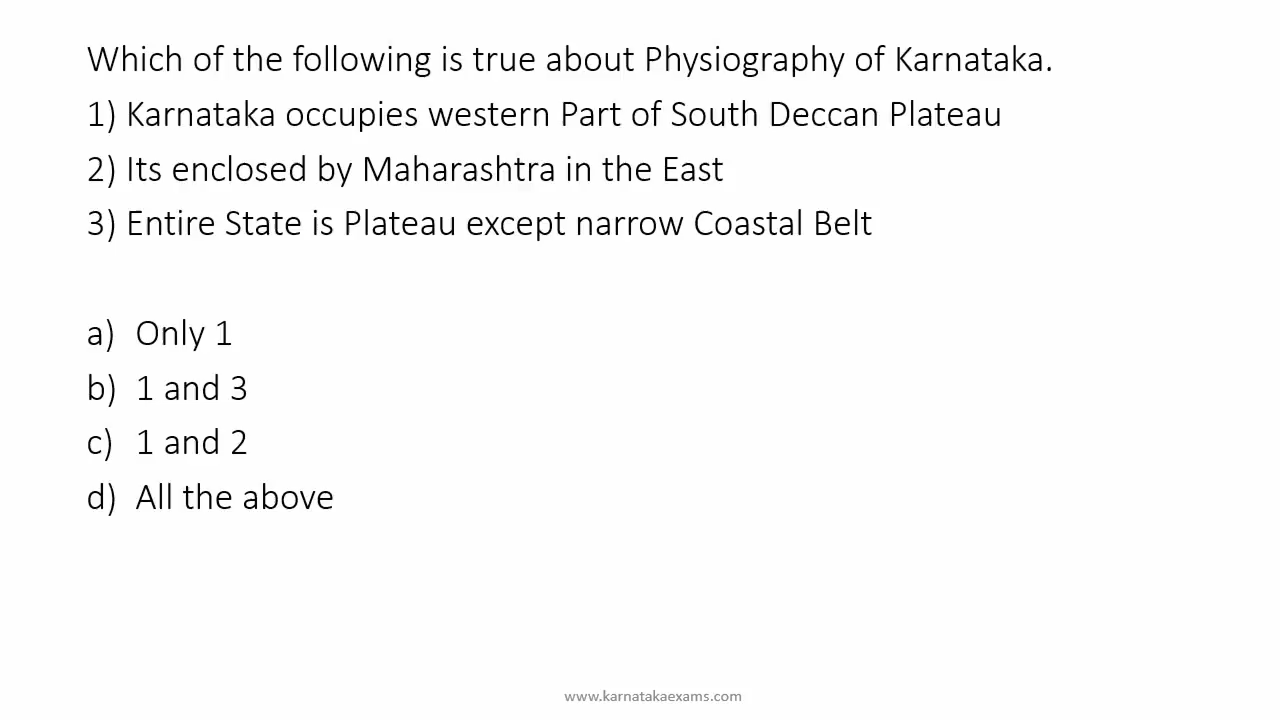 Which of the following is true about Physiography of Karnataka.
1) Karnataka occupies western Part of South Deccan Plateau
2) Its enclosed by Maharashtra in the East
3) Entire State is Plateau except narrow Coastal Belt
a) Only 1
b) 1 and 3
c) 1 and 2
d) All the above
www.karnatakaexams.com